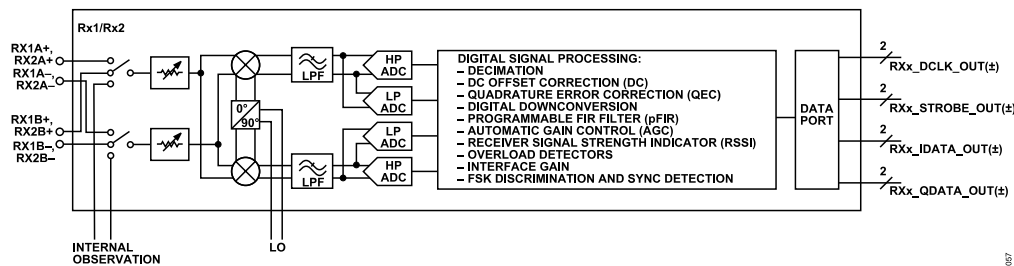 Rx1/Rx2
RX1A+,
RX2A+
RX1A–,
RX2A–
RX1B+,
RX2B+
RX1B–,
RX2B–
INTERNAL
OBSERVATION
LO
0°
90°
LPF
LPF
HP
ADC
LP
ADC
LP
ADC
HP
ADC
DIGITAL SIGNAL PROCESSING:
– DECIMATION
– DC OFFSET CORRECTION (DC)
– QUADRATURE ERROR CORRECTION (QEC)
– DIGITAL DOWNCONVERSION
– PROGRAMMABLE FIR FILTER (pFIR)
– AUTOMATIC GAIN CONTROL (AGC)
– RECEIVER SIGNAL STRENGTH INDICATOR (RSSI)
– OVERLOAD DETECTORS
– INTERFACE GAIN
– FSK DISCRIMINATION AND SYNC DETECTION
DATA
PORT
2
RXx_DCLK_OUT(±)
2
RXx_STROBE_OUT(±)
2
RXx_IDATA_OUT(±)
2
RXx_QDATA_OUT(±)
057